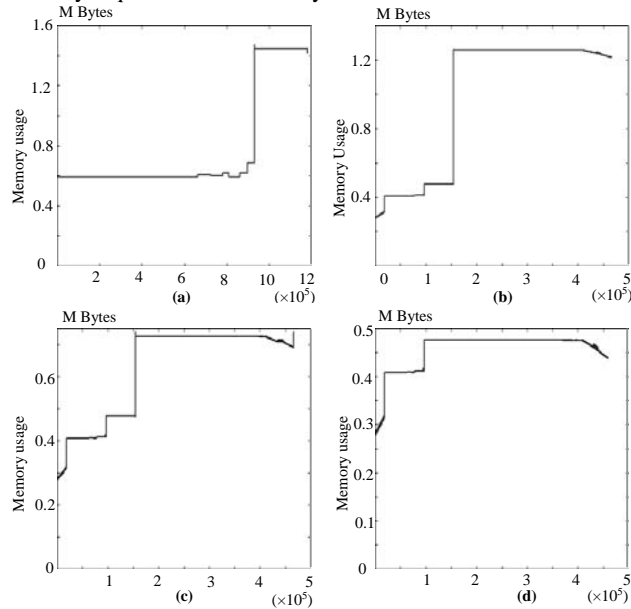 M Bytes
1.6
1.2
0.8
0.4
0
Memory usage
2 4 6 8 10 12
(a) (×10⁵)
M Bytes
1.2
0.8
0.4
0
Memory Usage
0 1 2 3 4 5
(b) (×10⁵)
M Bytes
0.6
0.4
0.2
0
Memory usage
1 2 3 4 5
(c) (×10⁵)
M Bytes
0.5
0.4
0.3
0.2
0.1
0
Memory usage
1 2 3 4 5
(d) (×10⁵)